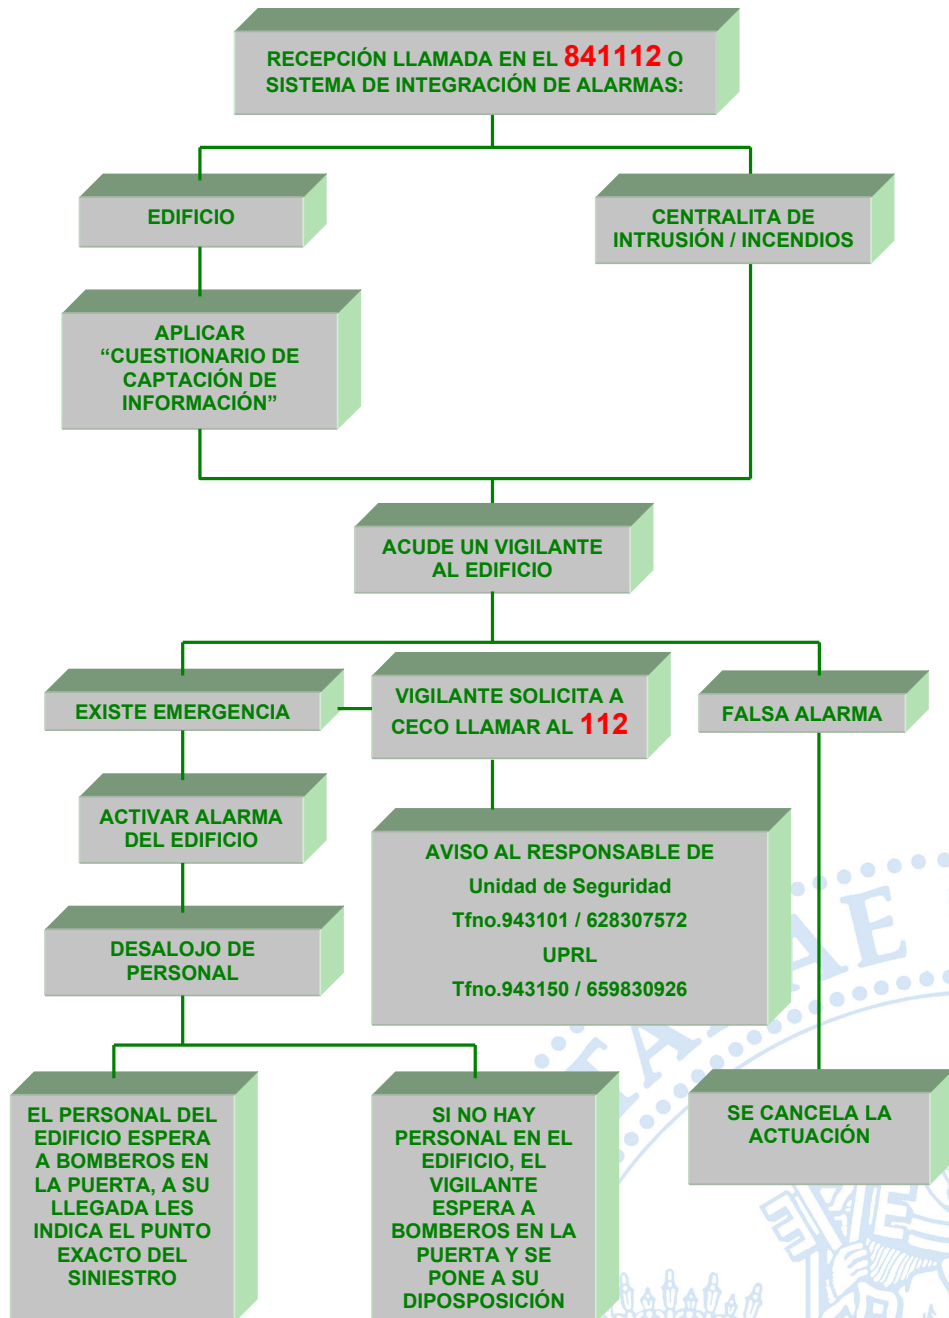 RECEPCIÓN LLAMADA EN EL 841112 O
SISTEMA DE INTEGRACIÓN DE ALARMAS:
EDIFICIO
CENTRALITA DE
INTRUSIÓN / INCENDIOS
APLICAR
“CUESTIONARIO DE
CAPTACIÓN DE
INFORMACIÓN”
ACUDE UN VIGILANTE
AL EDIFICIO
EXISTE EMERGENCIA
VIGILANTE SOLICITA A
CECO LLAMAR AL 112
FALSA ALARMA
ACTIVAR ALARMA
DEL EDIFICIO
AVISO AL RESPONSABLE DE
Unidad de Seguridad
Tfno.943101 / 628307572
UPRL
Tfno.943150 / 659830926
DESALOJO DE
PERSONAL
EL PERSONAL DEL
EDIFICIO ESPERA
A BOMBEROS EN
LA PUERTA, A SU
LLEGADA LES
INDICA EL PUNTO
EXACTO DEL
SINIESTRO
SI NO HAY
PERSONAL EN EL
EDIFICIO, EL
VIGILANTE
ESPERA A
BOMBEROS EN LA
PUERTA Y SE
PONE A SU
DIPOSPOSICIÓN
SE CANCELA LA
ACTUACIÓN